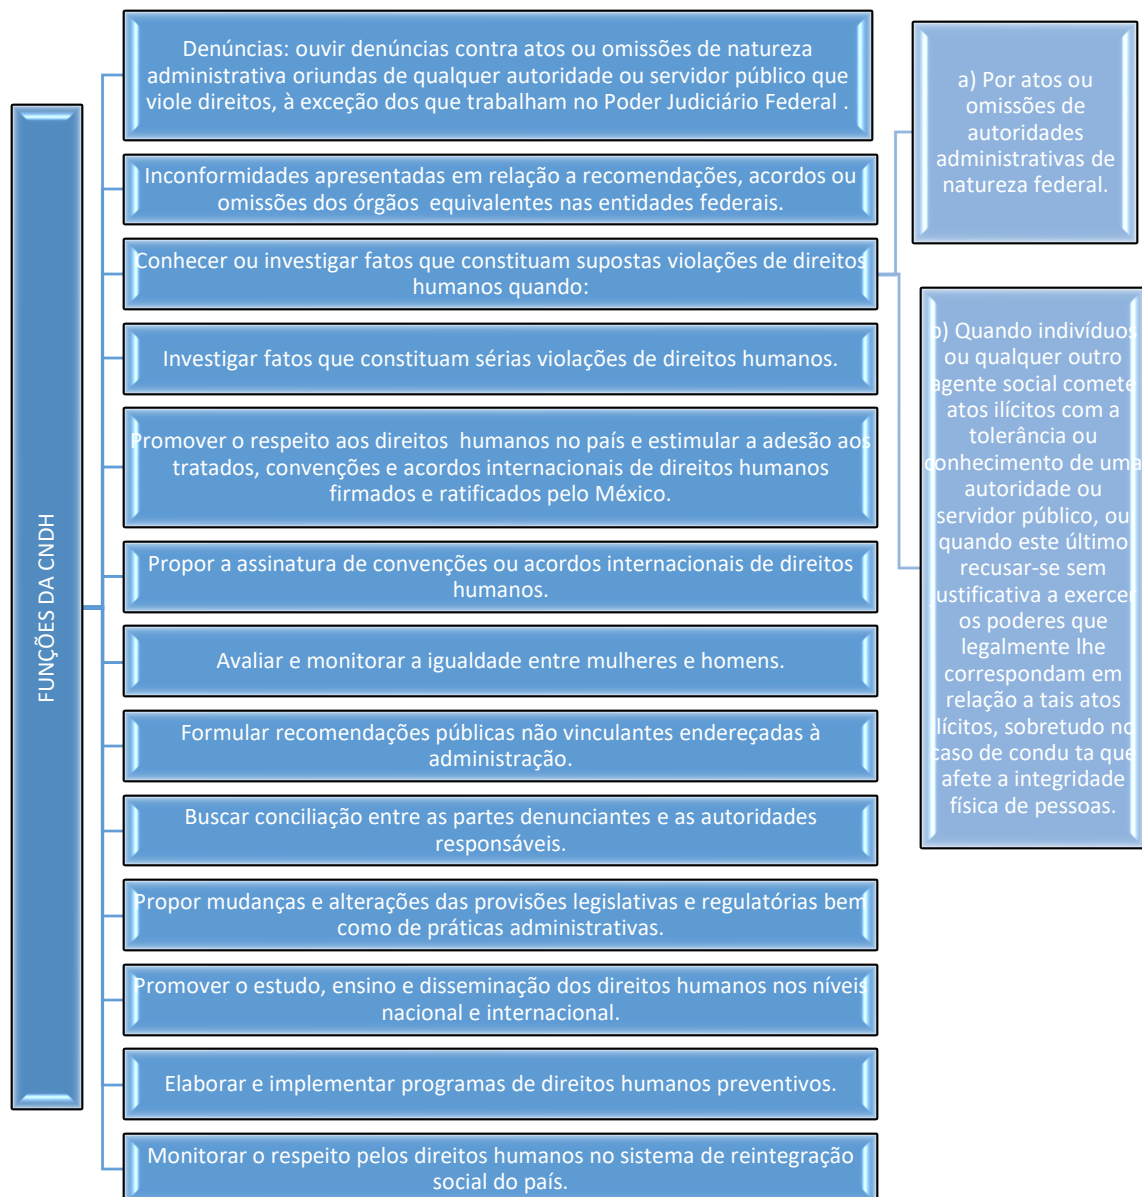 FUNÇÕES DA CNDH
Denúncias: ouvir denúncias contra atos ou omissões de natureza
administrativa oriundas de qualquer autoridade ou servidor público que
viole direitos, à exceção dos que trabalham no Poder Judiciário Federal .
Inconformidades apresentadas em relação a recomendações, acordos ou
omissões dos órgãos equivalentes nas entidades federais.
Conhecer ou investigar fatos que constituam supostas violações de direitos
humanos quando:
a) Por atos ou
omissões de
autoridades
administrativas de
natureza federal.
b) Quando indivíduos
ou qualquer outro
agente social comete
atos ilícitos com a
tolerância ou
conhecimento de uma
autoridade ou
servidor público, ou
quando este último
recusar-se sem
justificativa a exercer
os poderes que
legalmente lhe
correspondam em
relação a tais atos
ilícitos, sobretudo no
caso de condu ta que
afete a integridade
física de pessoas.
Investigar fatos que constituam sérias violações de direitos humanos.
Promover o respeito aos direitos humanos no país e estimular a adesão aos
tratados, convenções e acordos internacionais de direitos humanos
firmados e ratificados pelo México.
Propor a assinatura de convenções ou acordos internacionais de direitos
humanos.
Avaliar e monitorar a igualdade entre mulheres e homens.
Formular recomendações públicas não vinculantes endereçadas à
administração.
Buscar conciliação entre as partes denunciantes e as autoridades
responsáveis.
Propor mudanças e alterações das provisões legislativas e regulatórias bem
como de práticas administrativas.
Promover o estudo, ensino e disseminação dos direitos humanos nos níveis
nacional e internacional.
Elaborar e implementar programas de direitos humanos preventivos.
Monitorar o respeito pelos direitos humanos no sistema de reintegração
social do país.